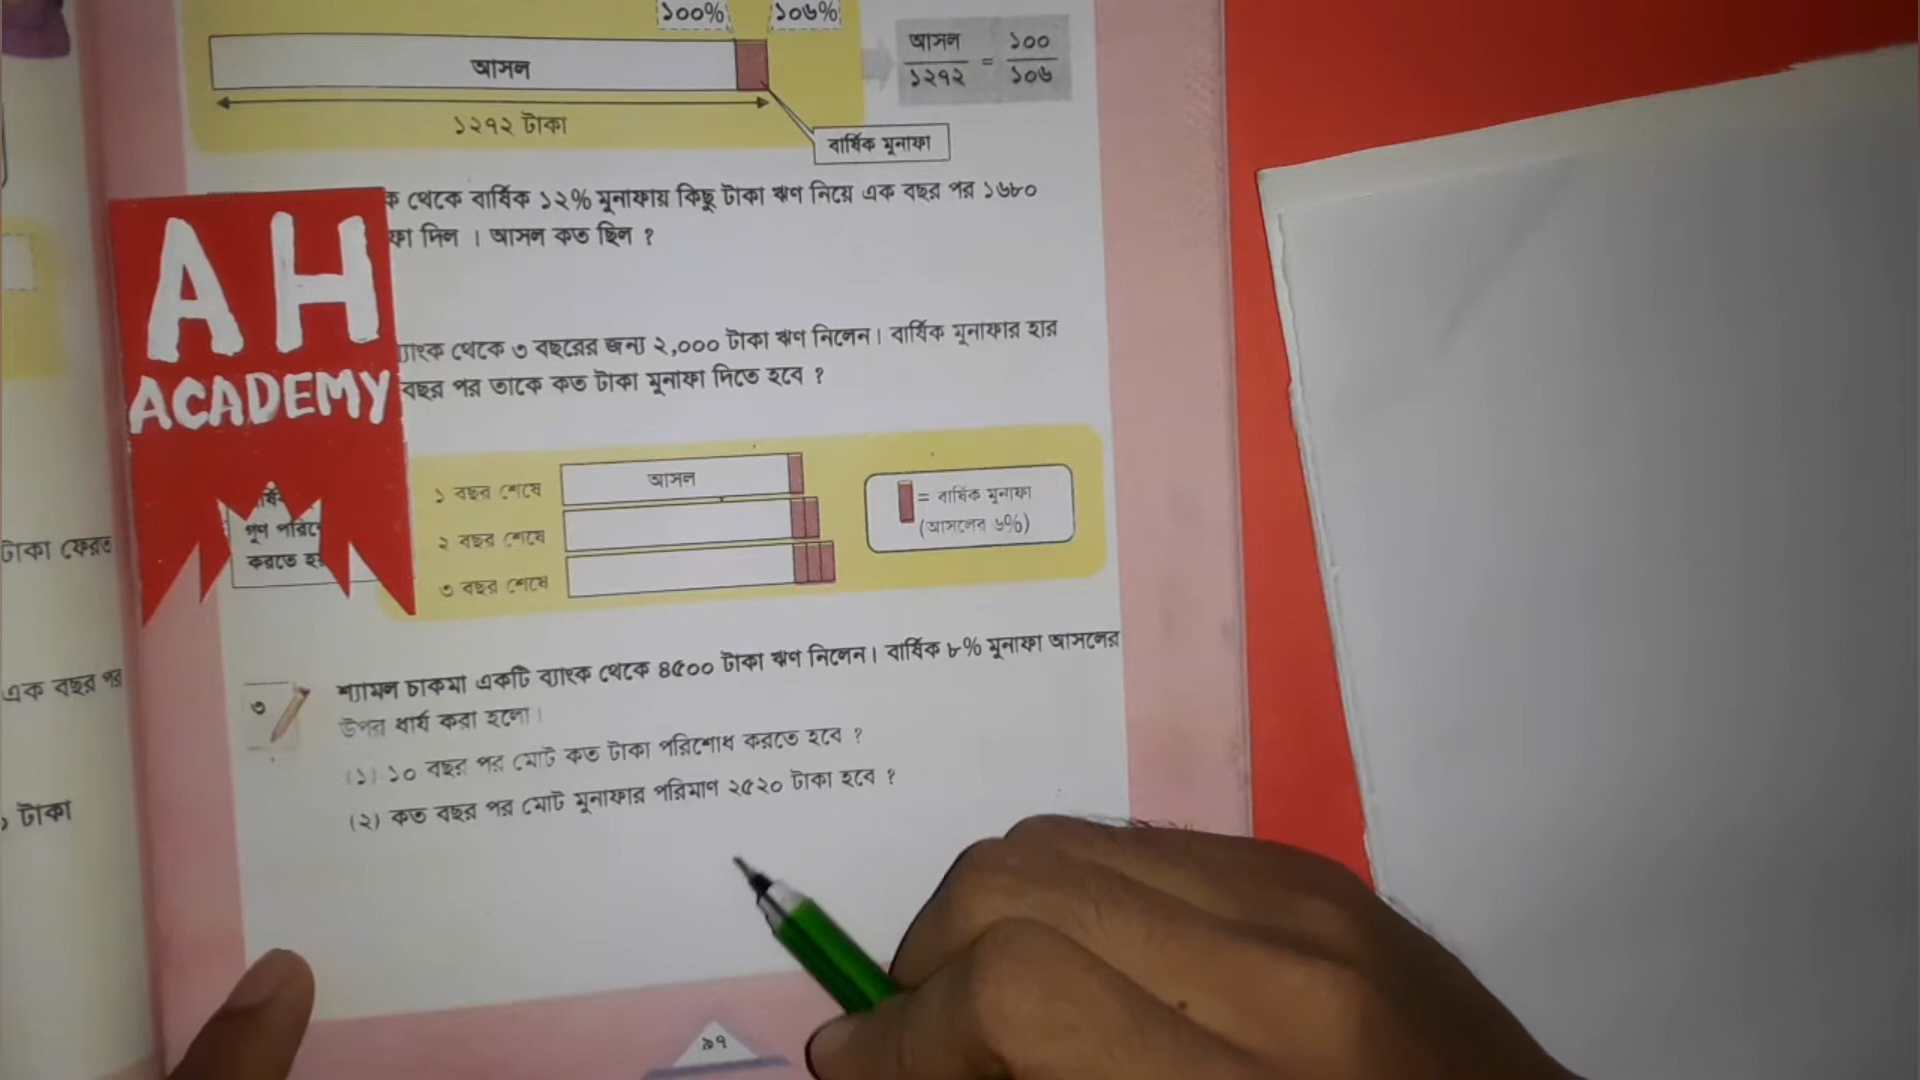 ১০০% ১০৬%
আসল
১২৭২ টাকা
আসল/১২৭২ = ১০০/১০৬
বার্ষিক মুনাফা
ক থেকে বার্ষিক ১২% মুনাফায় কিছু টাকা ঋণ নিয়ে এক বছর পর ১৬৮০
ফা দিল । আসল কত ছিল ?
AH
ACADEMY
্যাংক থেকে ৩ বছরের জন্য ২,০০০ টাকা ঋণ নিলেন। বার্ষিক মুনাফার হার
বছর পর তাকে কত টাকা মুনাফা দিতে হবে ?
পরিশে
করতে হ
১ বছর শেষে
আসল
২ বছর শেষে
৩ বছর শেষে
= বার্ষিক মুনাফা
(আসলের ৬%)
৩
শ্যামল চাকমা একটি ব্যাংক থেকে ৪৫০০ টাকা ঋণ নিলেন। বার্ষিক ৮% মুনাফা আসলের
উপর ধার্য করা হলো।
(১) ১০ বছর পর মোট কত টাকা পরিশোধ করতে হবে ?
(২) কত বছর পর মোট মুনাফার পরিমাণ ২৫২০ টাকা হবে ?
৯৭
টাকা ফেরত
এক বছর পর
টাকা